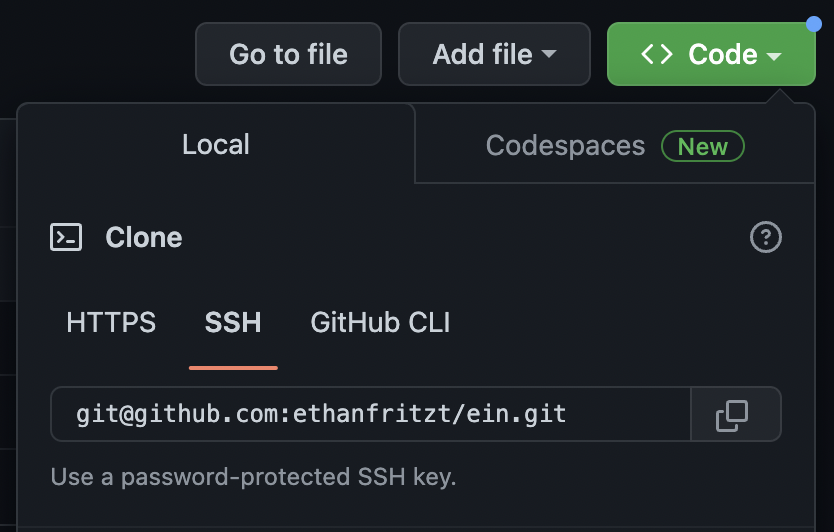 Go to file
Add file
<> Code
Local
Codespaces New
Clone
HTTPS
SSH
GitHub CLI
git@github.com:ethanfritzt/ein.git
Use a password-protected SSH key.